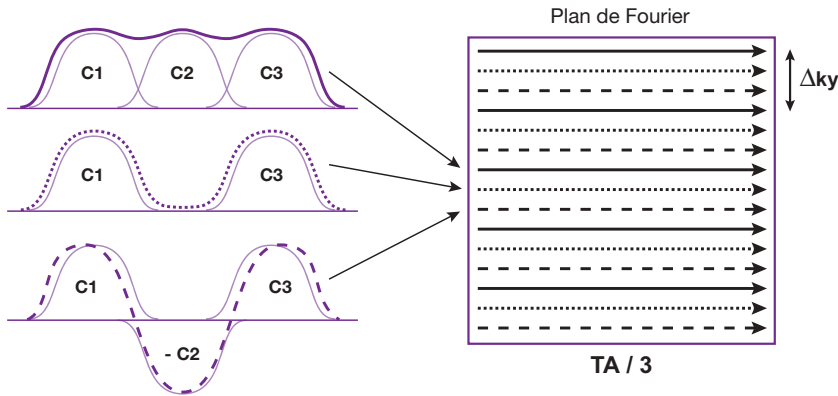 Plan de Fourier
C1 C2 C3
Δky
C1 C3
C1 C3
- C2
TA / 3